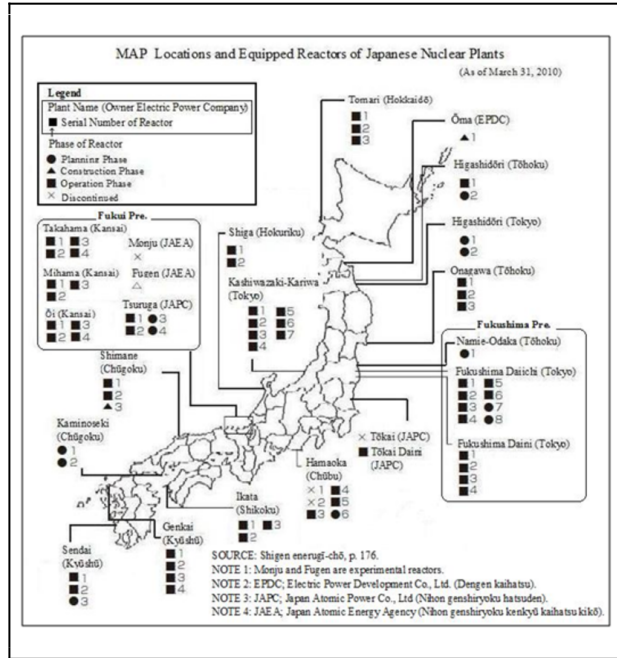 MAP Locations and Equipped Reactors of Japanese Nuclear Plants
(As of March 31, 2010)
Legend
Plant Name (Owner Electric Power Company)
■ Serial Number of Reactor
↑
Phase of Reactor
● Planning Phase
▲ Construction Phase
■ Operation Phase
× Discontinued
Tomari (Hokkaidō)
■ 1
■ 2
■ 3
Ōma (EPDC)
▲ 1
Higashidōri (Tōhoku)
■ 1
● 2
Higashidōri (Tokyo)
● 1
● 2
Onagawa (Tōhoku)
■ 1
■ 2
■ 3
Fukui Pre.
Takahama (Kansai)
■ 1 ■ 3
■ 2 ■ 4
Monju (JAEA)
×
Mihama (Kansai)
■ 1 ■ 3
■ 2
Fugen (JAEA)
△
Ōi (Kansai)
■ 1 ■ 3
■ 2 ■ 4
Tsuruga (JAPC)
■ 1 ● 3
■ 2 ● 4
Shiga (Hokuriku)
■ 1
■ 2
Kashiwazaki-Kariwa
(Tokyo)
■ 1 ■ 5
■ 2 ■ 6
■ 3 ■ 7
■ 4
Fukushima Pre.
Namie-Odaka (Tōhoku)
● 1
Fukushima Daiichi (Tokyo)
■ 1 ■ 5
■ 2 ■ 6
■ 3 ● 7
■ 4 ● 8
Fukushima Daini (Tokyo)
■ 1
■ 2
■ 3
■ 4
Shimane
(Chūgoku)
■ 1
■ 2
▲ 3
Kaminoseki
(Chūgoku)
● 1
● 2
× Tōkai (JAPC)
■ Tōkai Daini
(JAPC)
Hamaoka
(Chūbu)
× 1 ■ 4
× 2 ■ 5
■ 3 ● 6
Ikata
(Shikoku)
■ 1 ■ 3
■ 2
Genkai
(Kyūshū)
■ 1
■ 2
■ 3
■ 4
Sendai
(Kyūshū)
■ 1
■ 2
● 3
SOURCE: Shigen enerugī-chō, p. 176.
NOTE 1: Monju and Fugen are experimental reactors.
NOTE 2: EPDC; Electric Power Development Co., Ltd. (Dengen kaihatsu).
NOTE 3: JAPC; Japan Atomic Power Co., Ltd (Nihon genshiryoku hatsuden).
NOTE 4: JAEA; Japan Atomic Energy Agency (Nihon genshiryoku kenkyū kaihatsu kikō).